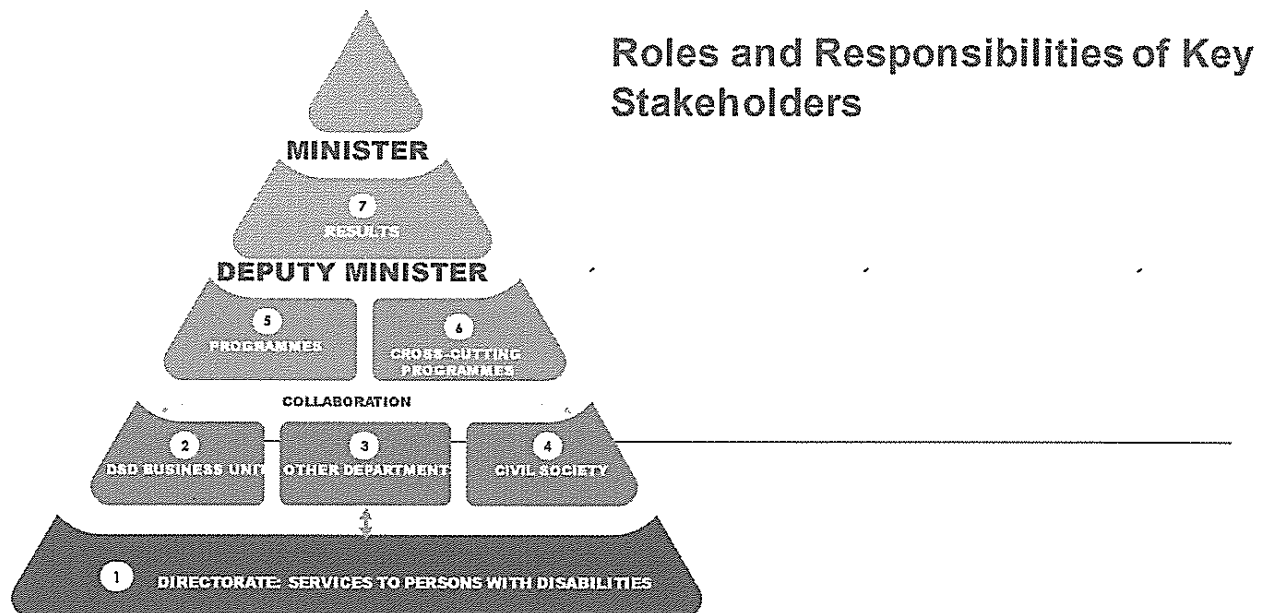 Roles and Responsibilities of Key
Stakeholders
MINISTER
7
RESULTS
DEPUTY MINISTER
5
PROGRAMMES
6
CROSS-CUTTING
PROGRAMMES
COLLABORATION
2
DSD BUSINESS UNIT
3
OTHER DEPARTMENT
4
CIVIL SOCIETY
1
DIRECTORATE: SERVICES TO PERSONS WITH DISABILITIES